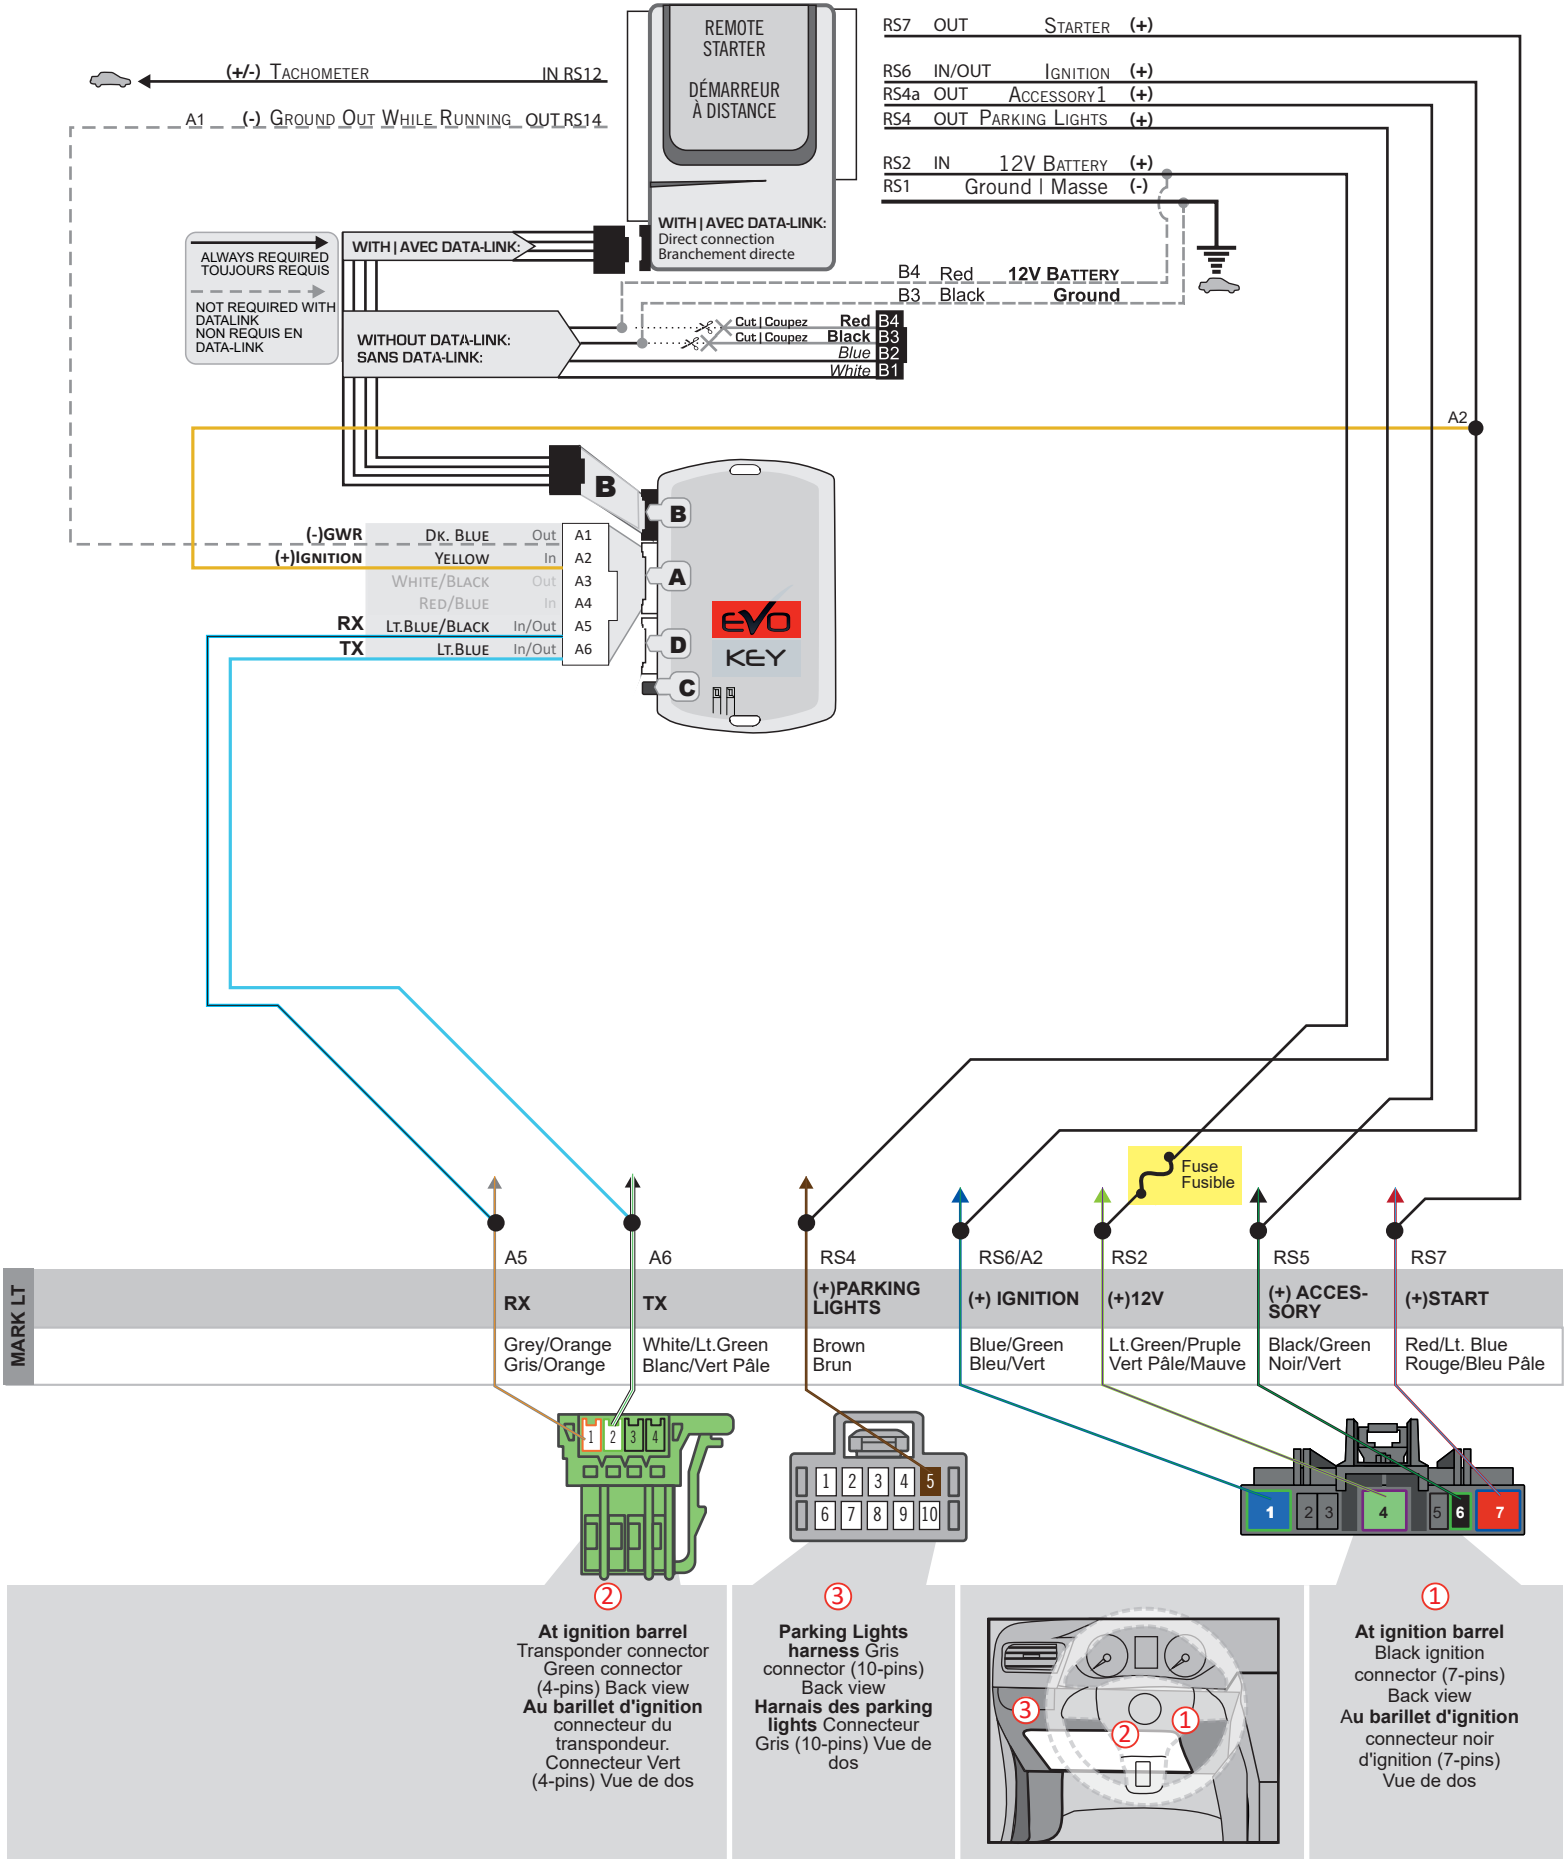 REMOTE
STARTER
DÉMARREUR
À DISTANCE
WITH | AVEC DATA-LINK:
Direct connection
Branchement directe
(+/-) TACHOMETER IN RS12
A1 (-) GROUND OUT WHILE RUNNING OUT RS14
RS7 OUT STARTER (+)
RS6 IN/OUT IGNITION (+)
RS4a OUT ACCESSORY1 (+)
RS4 OUT PARKING LIGHTS (+)
RS2 IN 12V BATTERY (+)
RS1 Ground | Masse (-)
ALWAYS REQUIRED
TOUJOURS REQUIS
NOT REQUIRED WITH
DATALINK
NON REQUIS EN
DATA-LINK
WITH | AVEC DATA-LINK:
B4 Red 12V BATTERY
B3 Black Ground
WITHOUT DATA-LINK:
SANS DATA-LINK:
Cut | Coupez Red B4
Cut | Coupez Black B3
Blue B2
White B1
A2
B
B
A
D
C
EVO
KEY
(-)GWR DK. BLUE Out A1
(+)IGNITION YELLOW In A2
WHITE/BLACK Out A3
RED/BLUE In A4
RX LT.BLUE/BLACK In/Out A5
TX LT.BLUE In/Out A6
Fuse
Fusible
A5 A6 RS4 RS6/A2 RS2 RS5 RS7
MARK LT
RX
TX
(+)PARKING
LIGHTS
(+) IGNITION
(+)12V
(+) ACCES-
SORY
(+)START
Grey/Orange
Gris/Orange
White/Lt.Green
Blanc/Vert Pâle
Brown
Brun
Blue/Green
Bleu/Vert
Lt.Green/Pruple
Vert Pâle/Mauve
Black/Green
Noir/Vert
Red/Lt. Blue
Rouge/Bleu Pâle
1 2 3 4
1 2 3 4 5
6 7 8 9 10
1 2 3 4 5 6 7
2
At ignition barrel
Transponder connector
Green connector
(4-pins) Back view
Au barillet d'ignition
connecteur du
transpondeur.
Connecteur Vert
(4-pins) Vue de dos
3
Parking Lights
harness Gris
connector (10-pins)
Back view
Harnais des parking
lights Connecteur
Gris (10-pins) Vue de
dos
3
2
1
1
At ignition barrel
Black ignition
connector (7-pins)
Back view
Au barillet d'ignition
connecteur noir
d'ignition (7-pins)
Vue de dos